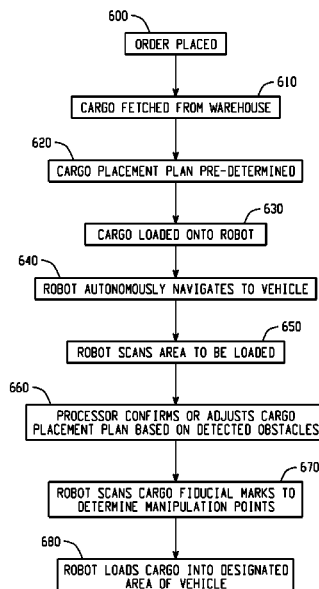 600
ORDER PLACED
610
CARGO FETCHED FROM WAREHOUSE
620
CARGO PLACEMENT PLAN PRE-DETERMINED
630
CARGO LOADED ONTO ROBOT
640
ROBOT AUTONOMOUSLY NAVIGATES TO VEHICLE
650
ROBOT SCANS AREA TO BE LOADED
660
PROCESSOR CONFIRMS OR ADJUSTS CARGO
PLACEMENT PLAN BASED ON DETECTED OBSTACLES
670
ROBOT SCANS CARGO FIDUCIAL MARKS TO
DETERMINE MANIPULATION POINTS
680
ROBOT LOADS CARGO INTO DESIGNATED
AREA OF VEHICLE